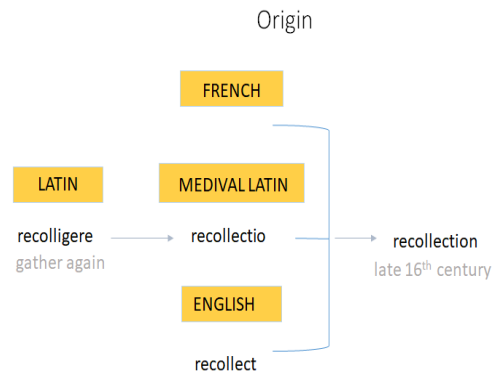 Origin
FRENCH
LATIN
MEDIVAL LATIN
recolligere
recollectio
recollection
gather again
late 16th century
ENGLISH
recollect